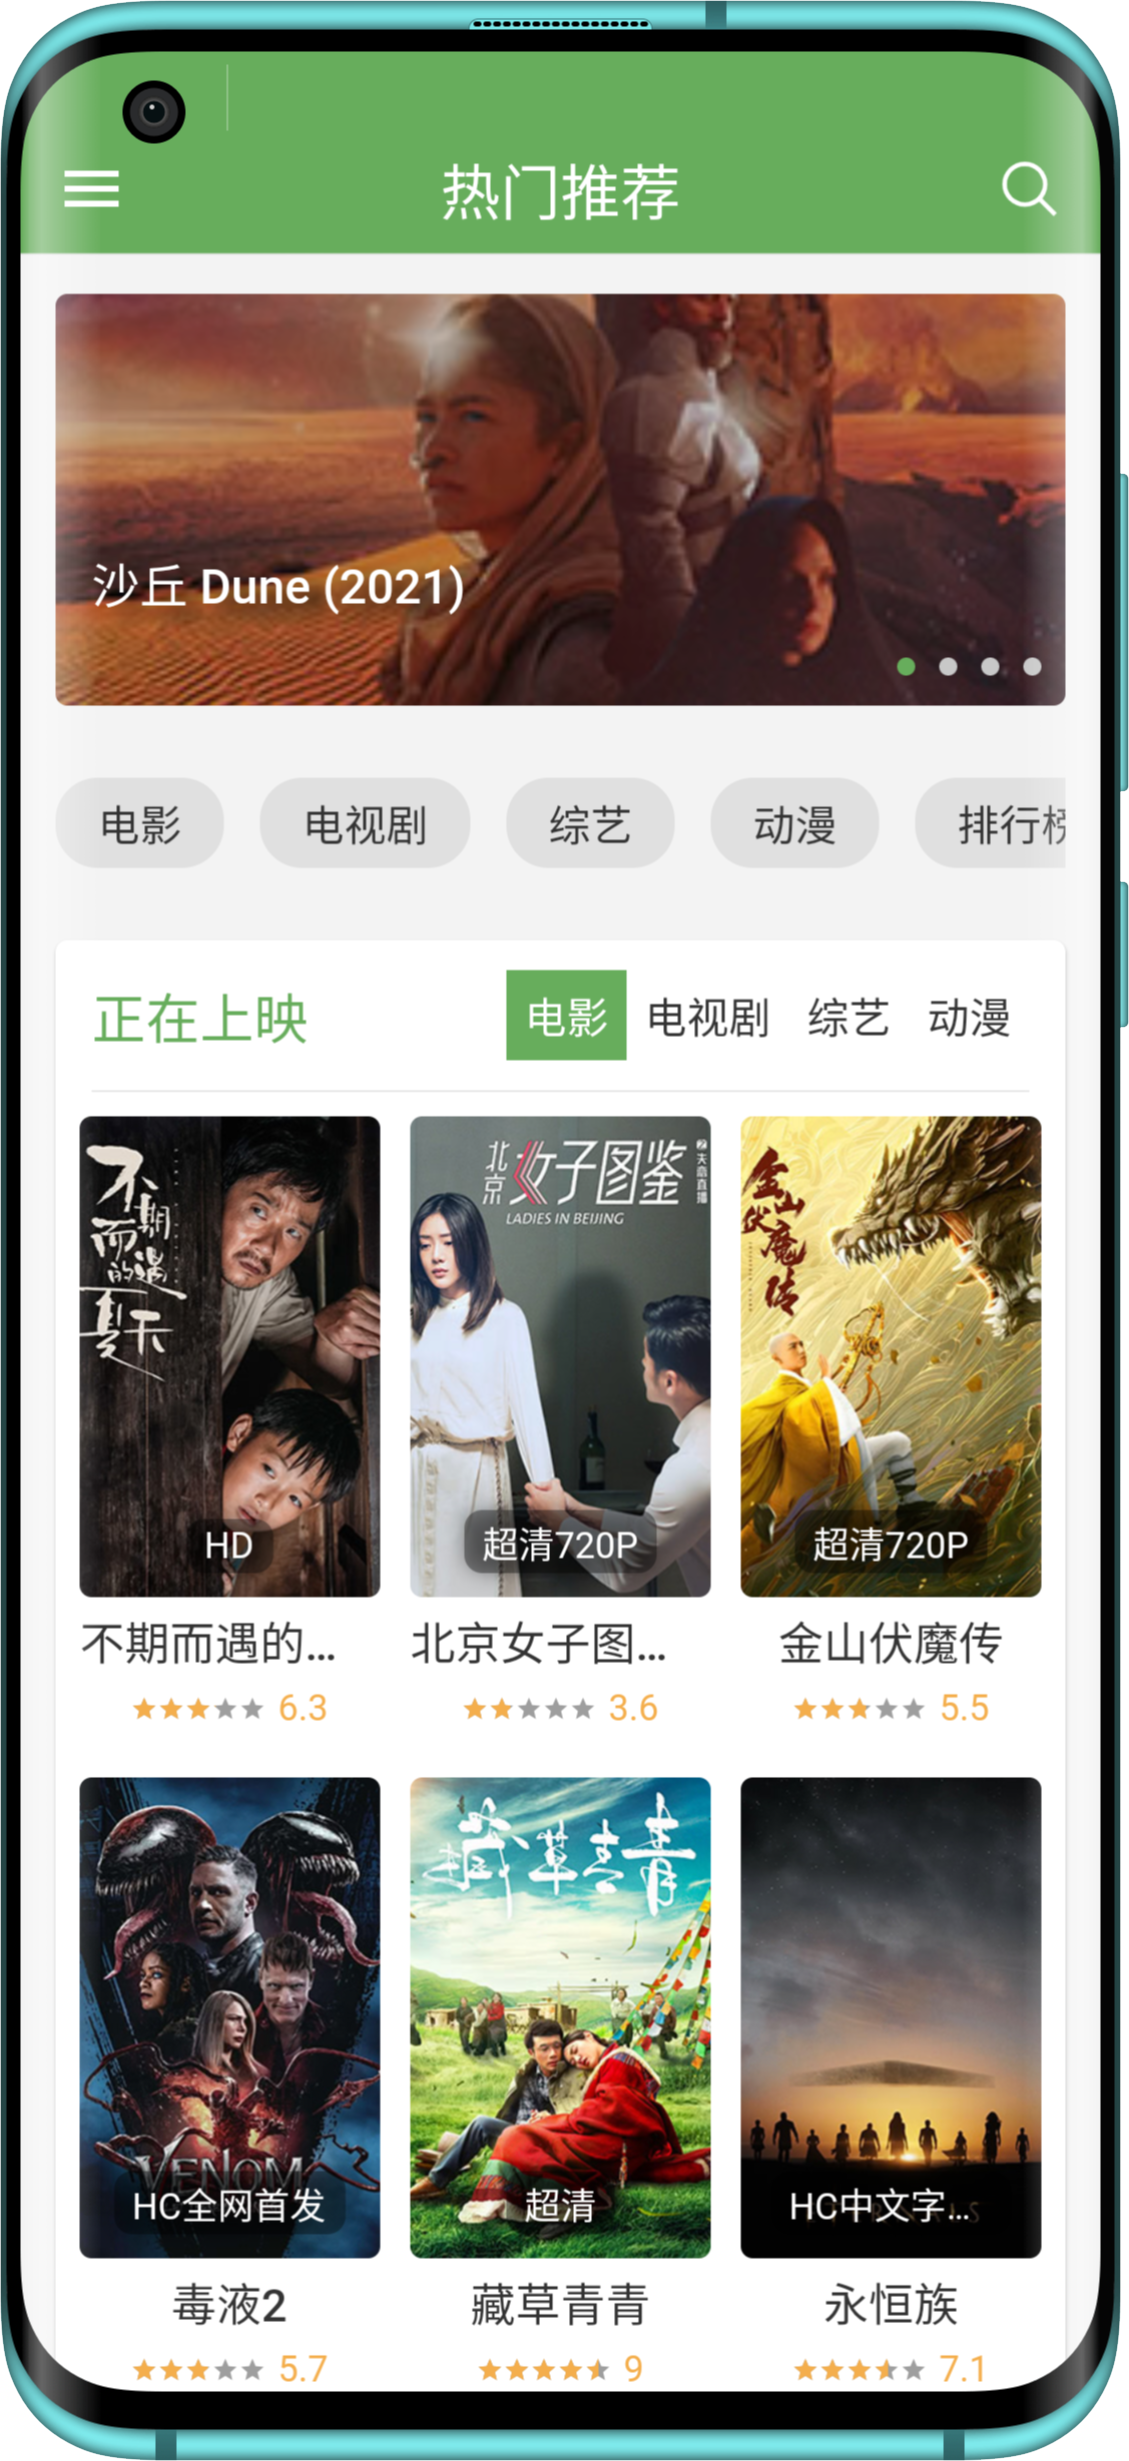 热门推荐
沙丘 Dune (2021)
电影 电视剧 综艺 动漫 排行榜
正在上映 电影 电视剧 综艺 动漫
不期而遇的夏天
北京女子图鉴
之失恋直播
LADIES IN BEIJING
金山伏魔传
HD 超清720P 超清720P
不期而遇的... 北京女子图... 金山伏魔传
6.3 3.6 5.5
藏草青青
VENOM
HC全网首发 超清 HC中文字...
毒液2 藏草青青 永恒族
5.7 9 7.1